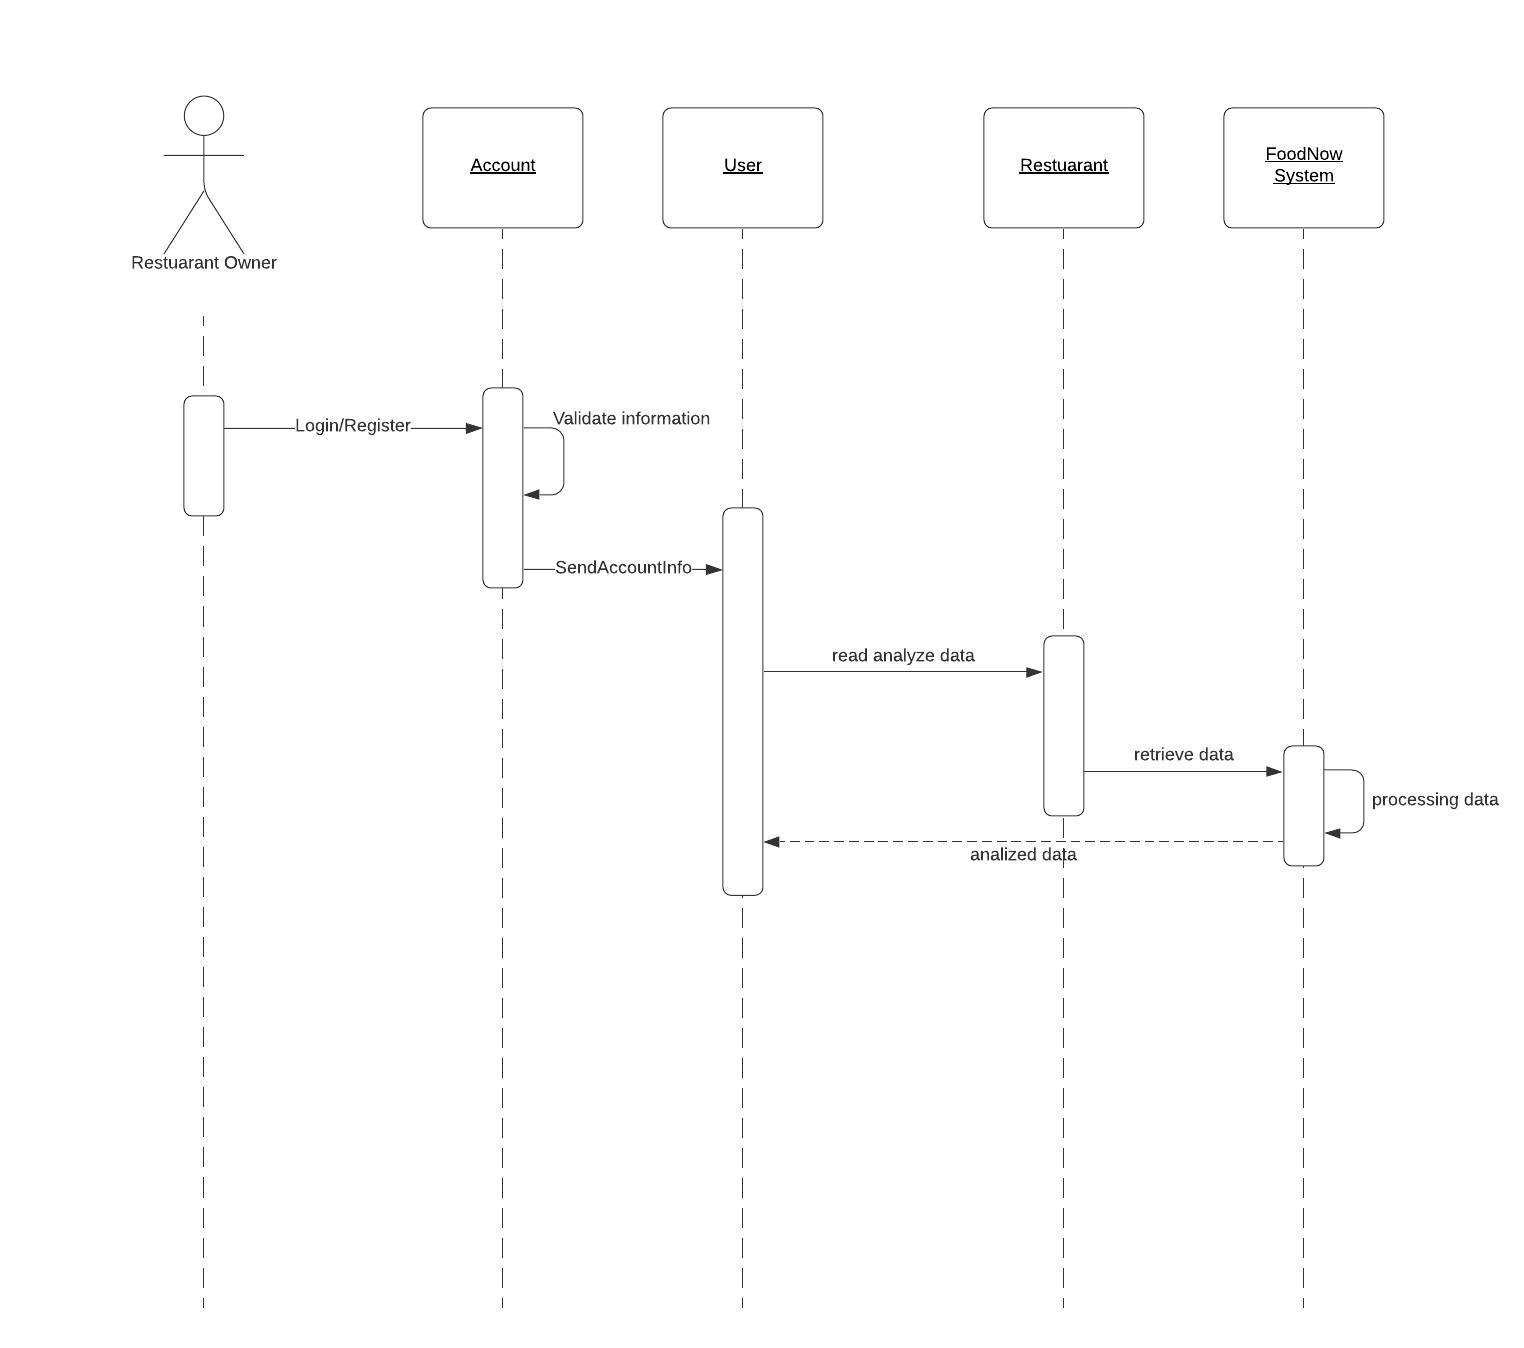 Restuarant Owner
Account
User
Restuarant
FoodNow
System
Login/Register
Validate information
SendAccountInfo
read analyze data
retrieve data
processing data
analized data